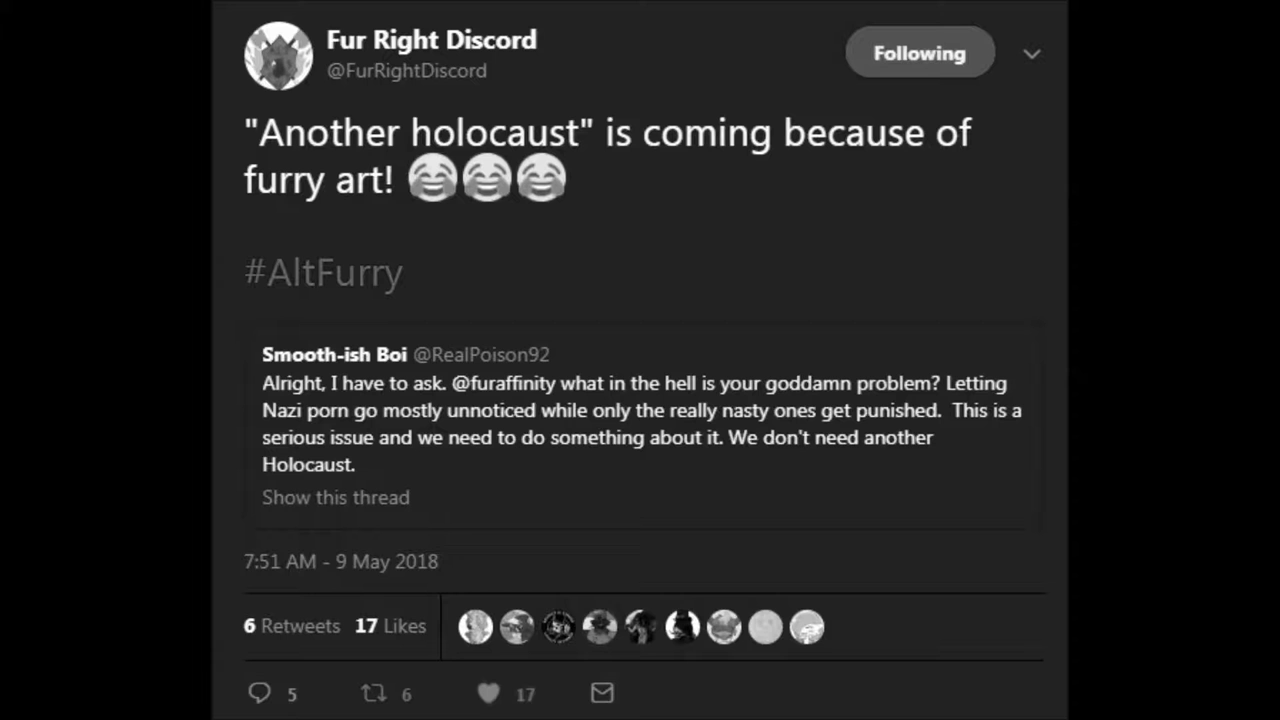 Fur Right Discord
@FurRightDiscord
Following
"Another holocaust" is coming because of
furry art! 😂😂😂
#AltFurry
Smooth-ish Boi @RealPoison92
Alright, I have to ask. @furaffinity what in the hell is your goddamn problem? Letting
Nazi porn go mostly unnoticed while only the really nasty ones get punished.  This is a
serious issue and we need to do something about it. We don't need another
Holocaust.
Show this thread
7:51 AM - 9 May 2018
6 Retweets 17 Likes
5 6 17